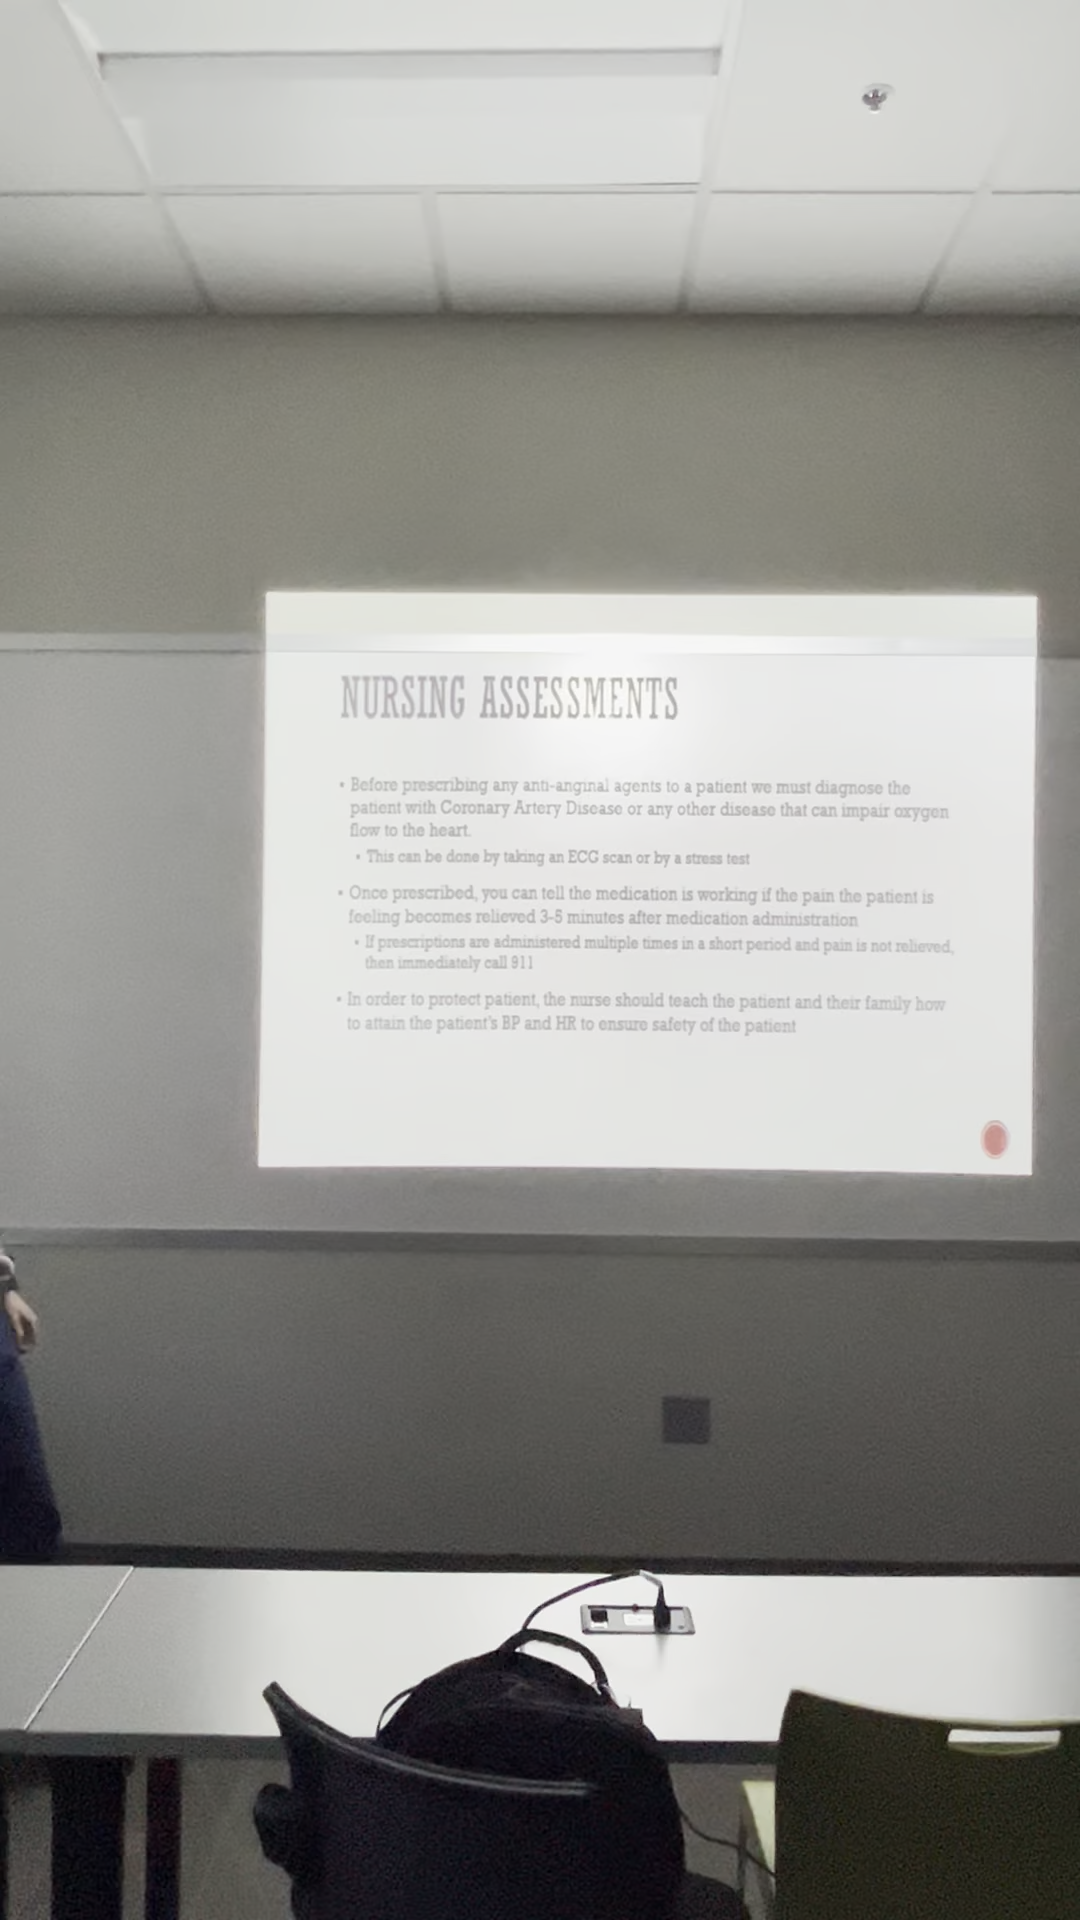 NURSING ASSESSMENTS
• Before prescribing any anti-anginal agents to a patient we must diagnose the
patient with Coronary Artery Disease or any other disease that can impair oxygen
flow to the heart.
• This can be done by taking an ECG scan or by a stress test
• Once prescribed, you can tell the medication is working if the pain the patient is
feeling becomes relieved 3-5 minutes after medication administration
• If prescriptions are administered multiple times in a short period and pain is not relieved,
then immediately call 911
• In order to protect patient, the nurse should teach the patient and their family how
to attain the patient's BP and HR to ensure safety of the patient